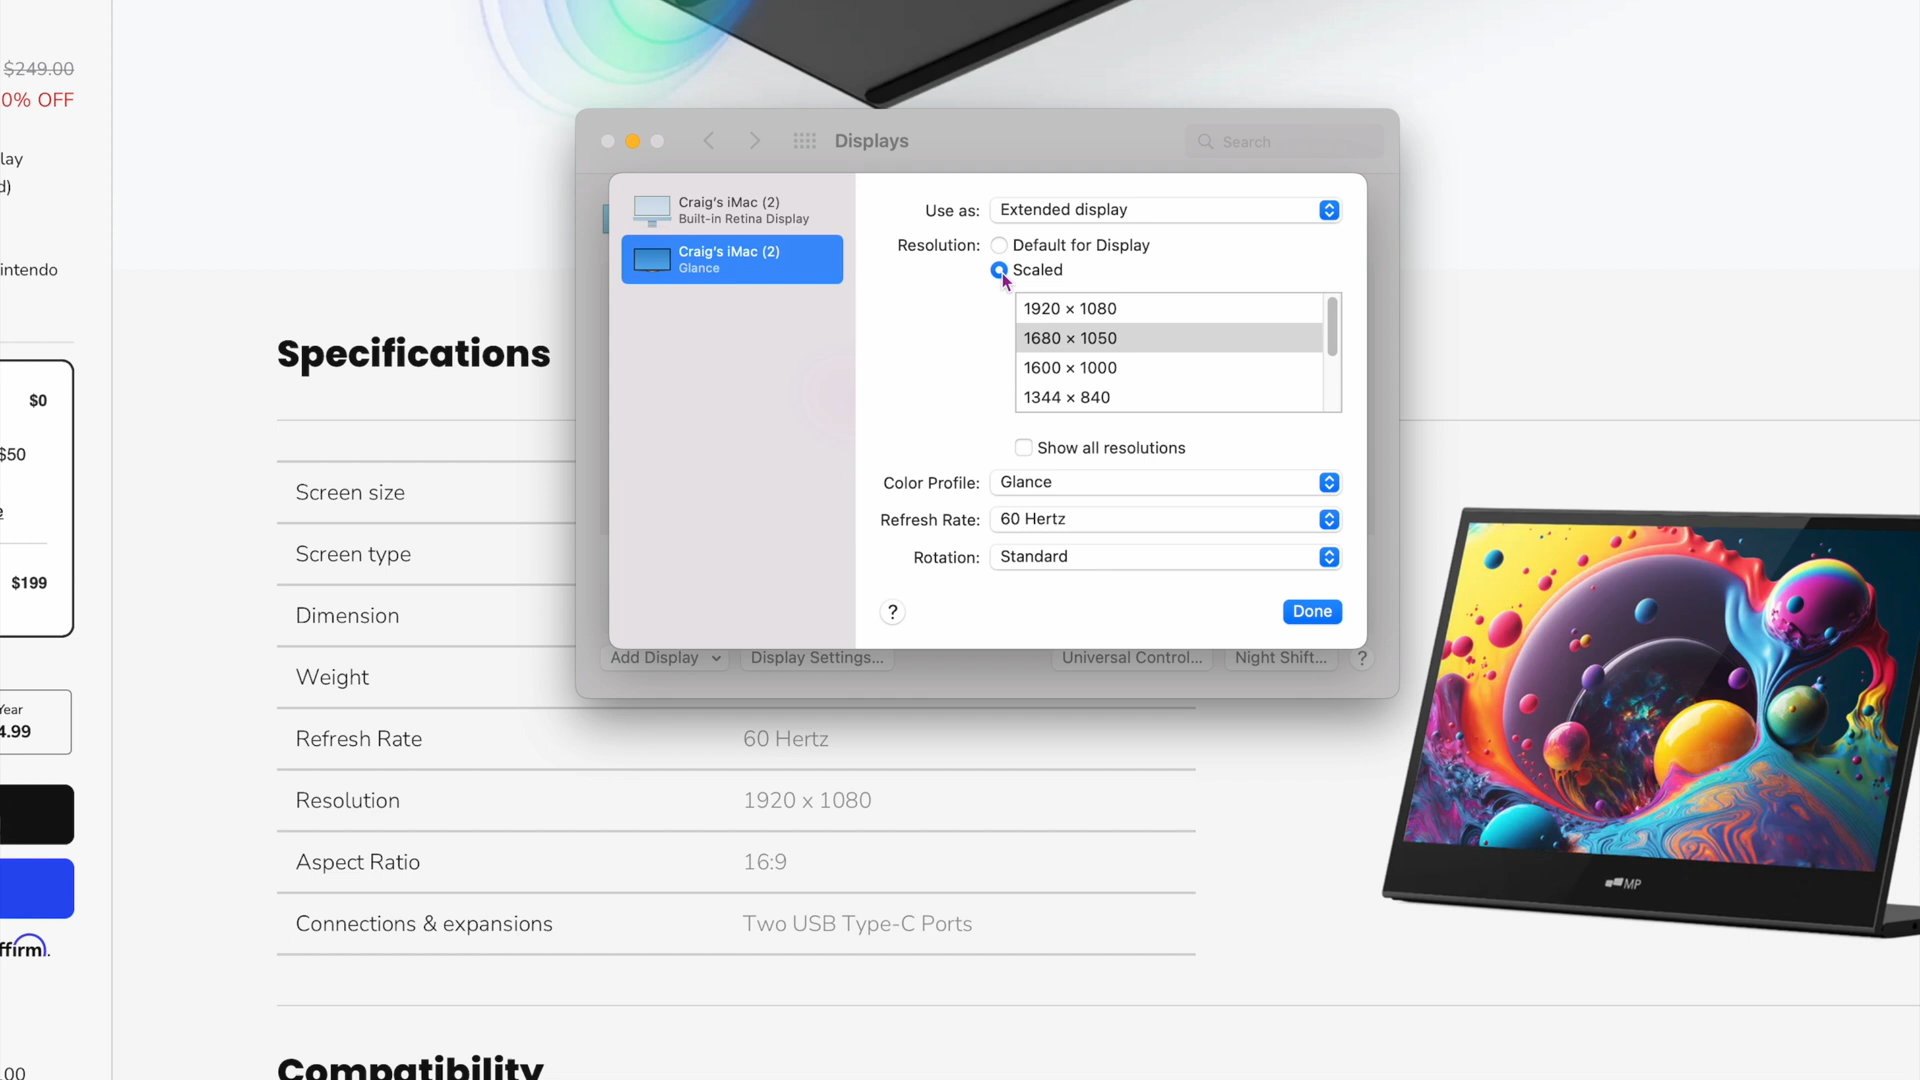 $249.00
0% OFF
lay
d)
intendo
$0
$50
e
$199
Year
4.99
ffirm.
.00
Displays
Search
Craig's iMac (2)
Built-in Retina Display
Craig's iMac (2)
Glance
Use as: Extended display
Resolution: Default for Display
Scaled
1920 × 1080
1680 × 1050
1600 × 1000
1344 × 840
Show all resolutions
Color Profile: Glance
Refresh Rate: 60 Hertz
Rotation: Standard
? Done
Add Display Display Settings... Universal Control... Night Shift... ?
Specifications
Screen size
Screen type
Dimension
Weight
Refresh Rate 60 Hertz
Resolution 1920 x 1080
Aspect Ratio 16:9
Connections & expansions Two USB Type-C Ports
MP
Compatibility